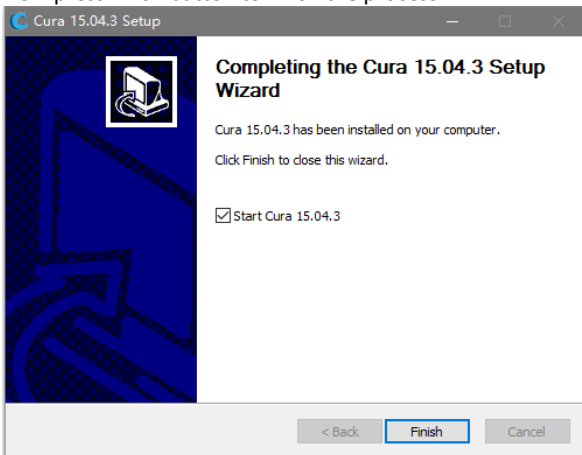 Cura 15.04.3 Setup
Completing the Cura 15.04.3 Setup
Wizard
Cura 15.04.3 has been installed on your computer.
Click Finish to close this wizard.
Start Cura 15.04.3
< Back Finish Cancel